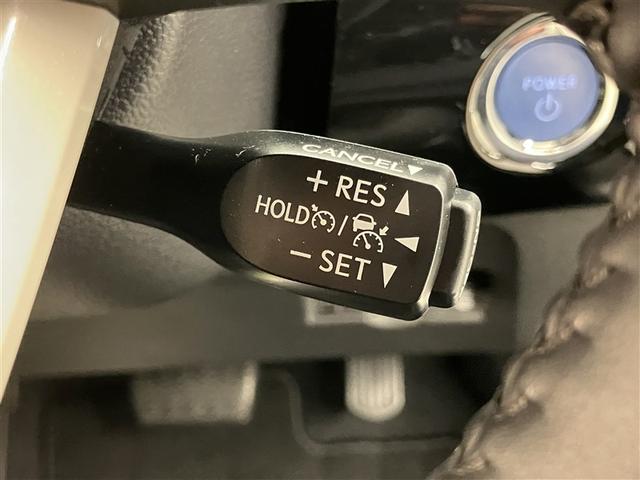 POWER
CANCEL▼
+ RES ▲
HOLD / ◀
− SET ▼